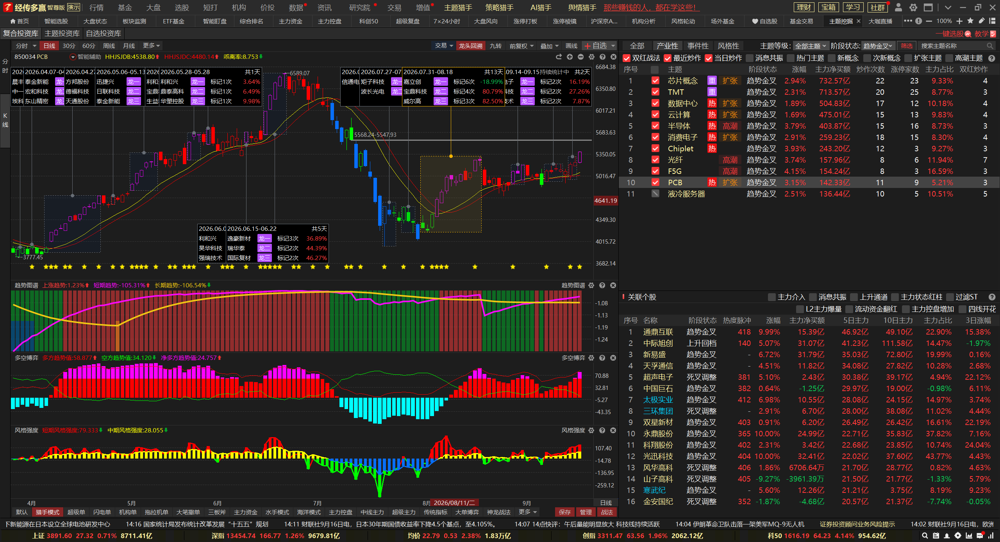 经传多赢 智尊版 演示 行情 基金 大盘 选股 短打 机构 价投 数据 资讯 研究院 交易 增值 主题猎手 策略猎手 AI猎手 舆情猎手 那些赚钱的人，都在学这些! 理财 宝箱 学习 社群
首页 智能选股 大盘状态 板块监测 ETF基金 智能盯盘 综合排名 主力资金 主力控盘 科创50 超级复盘 7×24小时 大盘风向 涨停打板 涨停棱镜 沪深京A... 机构分析 风格轮动 场外基金 自选股 基金交易 主题挖掘 大咖直播 100%
复合投资库 主题投资库 自选投资库 一键选股 教学
分时 日线 30分 60分 周线 月线 更多 交易 龙头回溯 九转 前复权 叠加 画线 自选
分时
K线
850034 PCB 智能辅助 HHJSJDB:4538.80 HHJSJDC:4480.14 乖离率:8.753
2026.04.07-04 2026.04.27 2026.05.06-05.13 2026.05.28-05.28 共1天
泰金新能 龙一 方邦股份 迅捷兴 龙一 利和兴 龙一 标记1次 3.64%
宏和科技 德福科技 日联科技 龙二 鼎泰高科 龙二 标记1次 6.49%
东山精密 天通股份 泰金新能 龙三 华塑控股 龙三 标记1次 9.98%
2026.07.27-07 2026.07.31-08.18 共13天 .09.14-09.15持续统计中 共2天
信通电 矩子科技 龙一 嘉立创 龙一 标记6次 -18.99% 电子 龙一 标记2次 16.19%
波长光电 龙二 宝鼎科技 龙二 标记4次 80.79% 科技 龙二 标记2次 27.26%
威尔高 龙三 标记3次 82.50% 技术 龙三 标记2次 7.87%
6589.07
5568.24-5547.93
3777.45
2026.06.0 2026.06.15-06.22 共5天
利和兴 逸豪新材 龙一 标记3次 36.89%
昊华科技 瑞华泰 龙二 标记2次 44.39%
强瑞技术 国际复材 龙三 标记2次 46.27%
6684.38
6350.80
6017.21
5683.63
5350.05
5016.47
4641.19
4349.30
4015.72
3682.14
趋势图谱 上涨趋势:1.23% 短期趋势:-105.31% 长期趋势:-106.54% 趋势图谱
-1.08
-1.13
-1.19
-1.24
多空博弈 多方趋势值:58.877 空方趋势值:34.120 净多方趋势值:24.757 多空博弈
70.88
32.81
-5.27
-43.35
风格强度 短期风格强度:79.333 中期风格强度:28.055 风格强度
107.40
-14.78
-136.95
-259.12
4月 5月 6月 7月 8月 2026/08/11/二 9月 日线
默认 猎手模式 超级单 闪电单 机构单 拖拉机单 大笔撤单 三板斧 主力资金 水手模式 海洋模式 主力控盘 中线主力 超级主力 传统指标 大单博弈 神龙战法 更多 保存 管理 战法
全部 产业性 事件性 风格性 主题等级: 全部主题 阶段状态: 趋势金叉 筛选 搜索主题名称
双红战法 最近炒作 当日炒作 消息共振 热门主题 新概念 次新概念 扩张主题 高潮主题
序号 主题 阶段状态 涨幅 主力净买额 炒作次数 涨停家数 主力占比 双红炒作
1 芯片概念 重 扩张 趋势金叉 2.94% 732.57亿 22 23 9.33% 4
2 TMT 重 趋势金叉 2.31% 713.57亿 20 25 8.77% 3
3 数据中心 热 扩张 趋势金叉 1.89% 504.83亿 17 12 10.18% 4
4 云计算 热 扩张 趋势金叉 1.69% 475.01亿 15 13 9.83% 4
5 半导体 热 高潮 趋势金叉 3.79% 403.87亿 15 16 8.73% 3
6 消费电子 热 扩张 趋势金叉 2.91% 259.23亿 18 15 8.30% 4
7 Chiplet 热 趋势金叉 3.93% 243.20亿 12 3 9.27% 3
8 光纤 高潮 趋势金叉 3.74% 157.96亿 8 6 11.94% 7
9 F5G 高潮 趋势金叉 4.15% 154.24亿 8 3 16.59% 3
10 PCB 热 扩张 趋势金叉 3.15% 142.33亿 11 9 5.21% 3
11 液冷服务器 趋势金叉 2.51% 136.44亿 10 5 10.51% 5
关联个股 主力介入 消息共振 上升通道 主力状态红柱 过滤ST
L2主力爆量 流动资金翻红 主力控盘增加 四线开花
序号 名称 阶段状态 热度脉冲 涨幅 主力净买额 5日主力 10日主力 主力占比 3日涨幅
1 通鼎互联 趋势金叉 418 9.99% 15.39亿 46.92亿 49.10亿 22.90% 15.38%
2 中际旭创 上升回档 140 5.07% 31.07亿 41.23亿 111.58亿 14.47% -1.97%
3 新易盛 趋势金叉 - 6.72% 31.79亿 35.03亿 72.80亿 19.99% 0.16%
4 天孚通信 趋势金叉 - 4.51% 11.82亿 34.08亿 27.82亿 10.28% 2.68%
5 超声电子 死叉调整 381 5.10% 2.43亿 30.38亿 39.17亿 4.94% 22.12%
6 中国巨石 趋势金叉 382 0.64% -1.25亿 29.97亿 19.00亿 -0.98% 6.11%
7 太极实业 趋势金叉 412 6.98% 10.55亿 28.08亿 24.15亿 14.97% 3.74%
8 三环集团 死叉调整 - 2.91% 6.70亿 28.00亿 38.08亿 11.02% 4.44%
9 双星新材 死叉调整 403 0.91% 6.20亿 26.49亿 26.42亿 16.61% 22.19%
10 永鼎股份 趋势金叉 365 10.00% 24.99亿 22.71亿 35.83亿 37.82% 7.16%
11 科翔股份 趋势金叉 402 2.31% 3.42亿 22.68亿 23.85亿 10.74% 24.04%
12 光迅科技 趋势金叉 404 10.00% 32.41亿 22.02亿 37.60亿 43.77% 4.43%
13 风华高科 死叉调整 406 1.86% 6706.64万 21.70亿 28.77亿 0.82% 4.63%
14 山子高科 死叉调整 405 -9.27% -3961.39万 21.50亿 21.77亿 -1.33% 5.79%
15 寒武纪 趋势金叉 - 5.60% 12.26亿 21.21亿 3.75亿 8.19% 9.23%
16 金安国纪 死叉调整 352 -1.87% -4.68亿 20.57亿 21.37亿 -7.74% -0.05%
下新能源在日本设立全球电池研发中心 14:16 国家统计局发布统计改革发展“十五五”规划 14:11 财联社9月16日电，日本30年期国债收益率下降4.5个基点，至4.105%。 14:07 14点快评：午后量能明显放大 科技线持续活跃 14:04 伊朗革命卫队击落一架美军MQ-9无人机 证券投资顾问业务风险提示 14:02 财联社9月16日电，欧洲
上证 3891.60 27.32 0.71% 8711.41亿 深指 13454.74 166.77 1.26% 9679.81亿 均价 22.79 0.53 2.38% 1.83万亿 创指 3311.47 63.56 1.96% 2062.12亿 科50 1616.19 64.23 4.14% 954.62亿